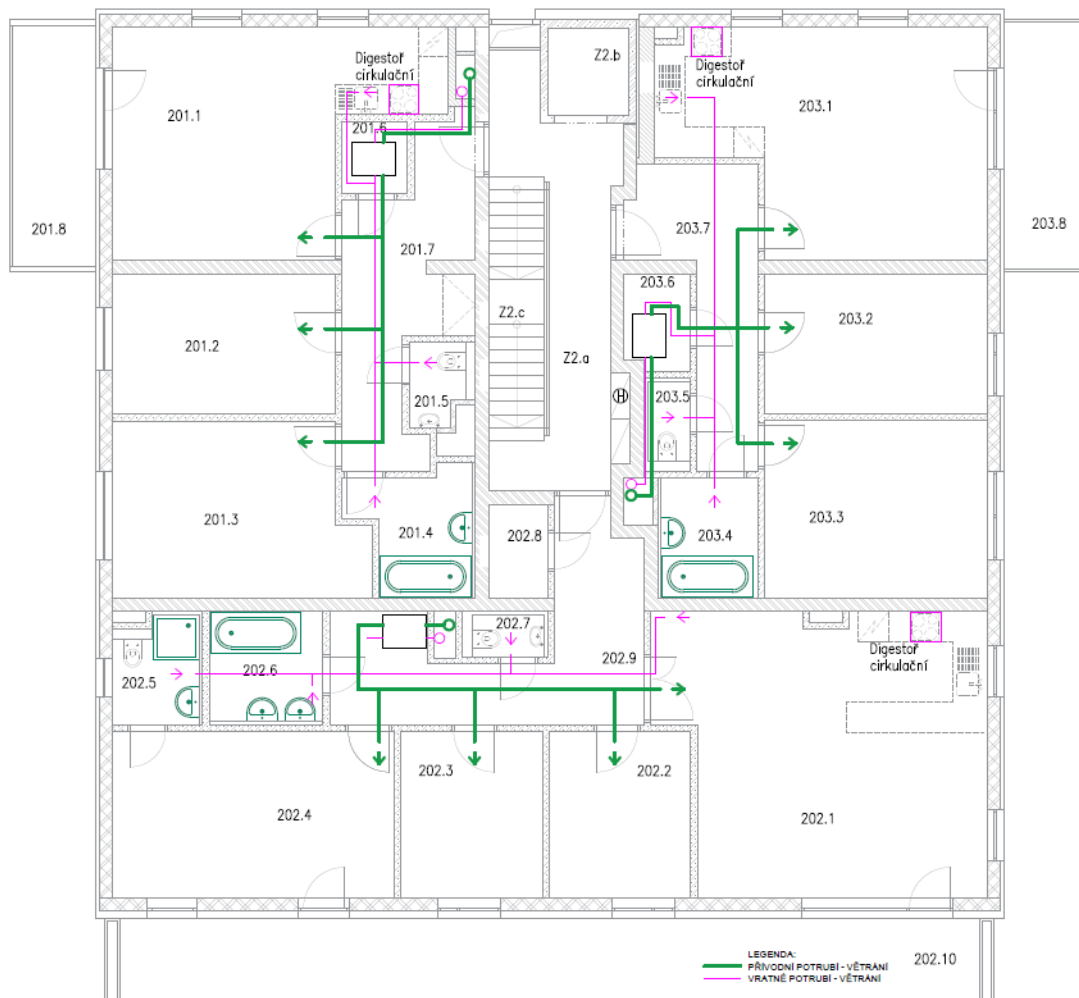 Z2.b
Digestoř
cirkulační
Digestoř
cirkulační
201.1
203.1
201.6
201.8
201.7
203.7
203.8
203.6
Z2.c
203.2
201.2
Z2.a
201.5
203.5
H
201.3
201.4
202.8
203.4
203.3
202.7
Digestoř
cirkulační
202.5
202.6
202.9
202.3
202.2
202.4
202.1
LEGENDA:
PŘÍVODNÍ POTRUBÍ - VĚTRÁNÍ
VRATNÉ POTRUBÍ - VĚTRÁNÍ
202.10